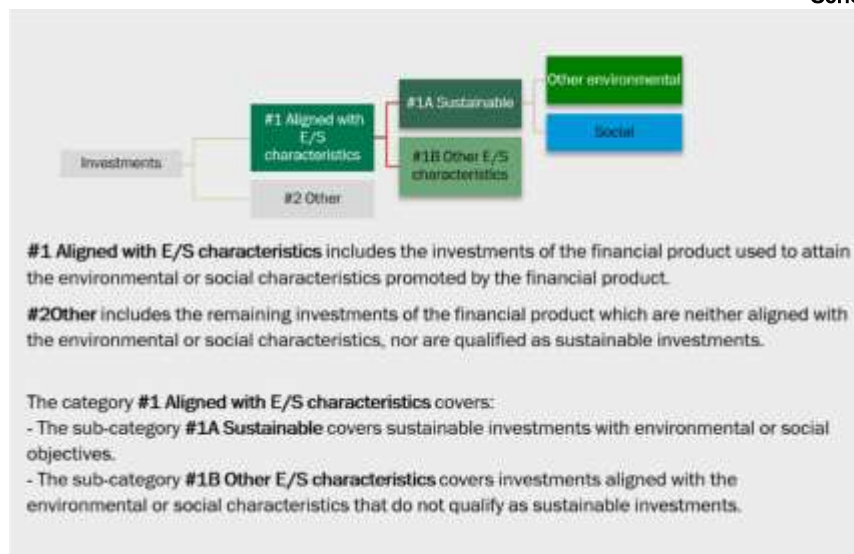 Other environmental
#1A Sustainable
#1 Aligned with
E/S
characteristics
Social
Investments
#1B Other E/S
characteristics
#2 Other
#1 Aligned with E/S characteristics includes the investments of the financial product used to attain
the environmental or social characteristics promoted by the financial product.
#2Other includes the remaining investments of the financial product which are neither aligned with
the environmental or social characteristics, nor are qualified as sustainable investments.
The category #1 Aligned with E/S characteristics covers:
- The sub-category #1A Sustainable covers sustainable investments with environmental or social
objectives.
- The sub-category #1B Other E/S characteristics covers investments aligned with the
environmental or social characteristics that do not qualify as sustainable investments.